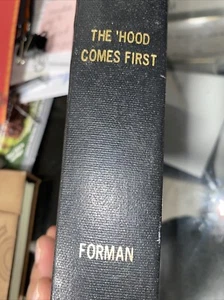 THE 'HOOD
COMES FIRST
FORMAN